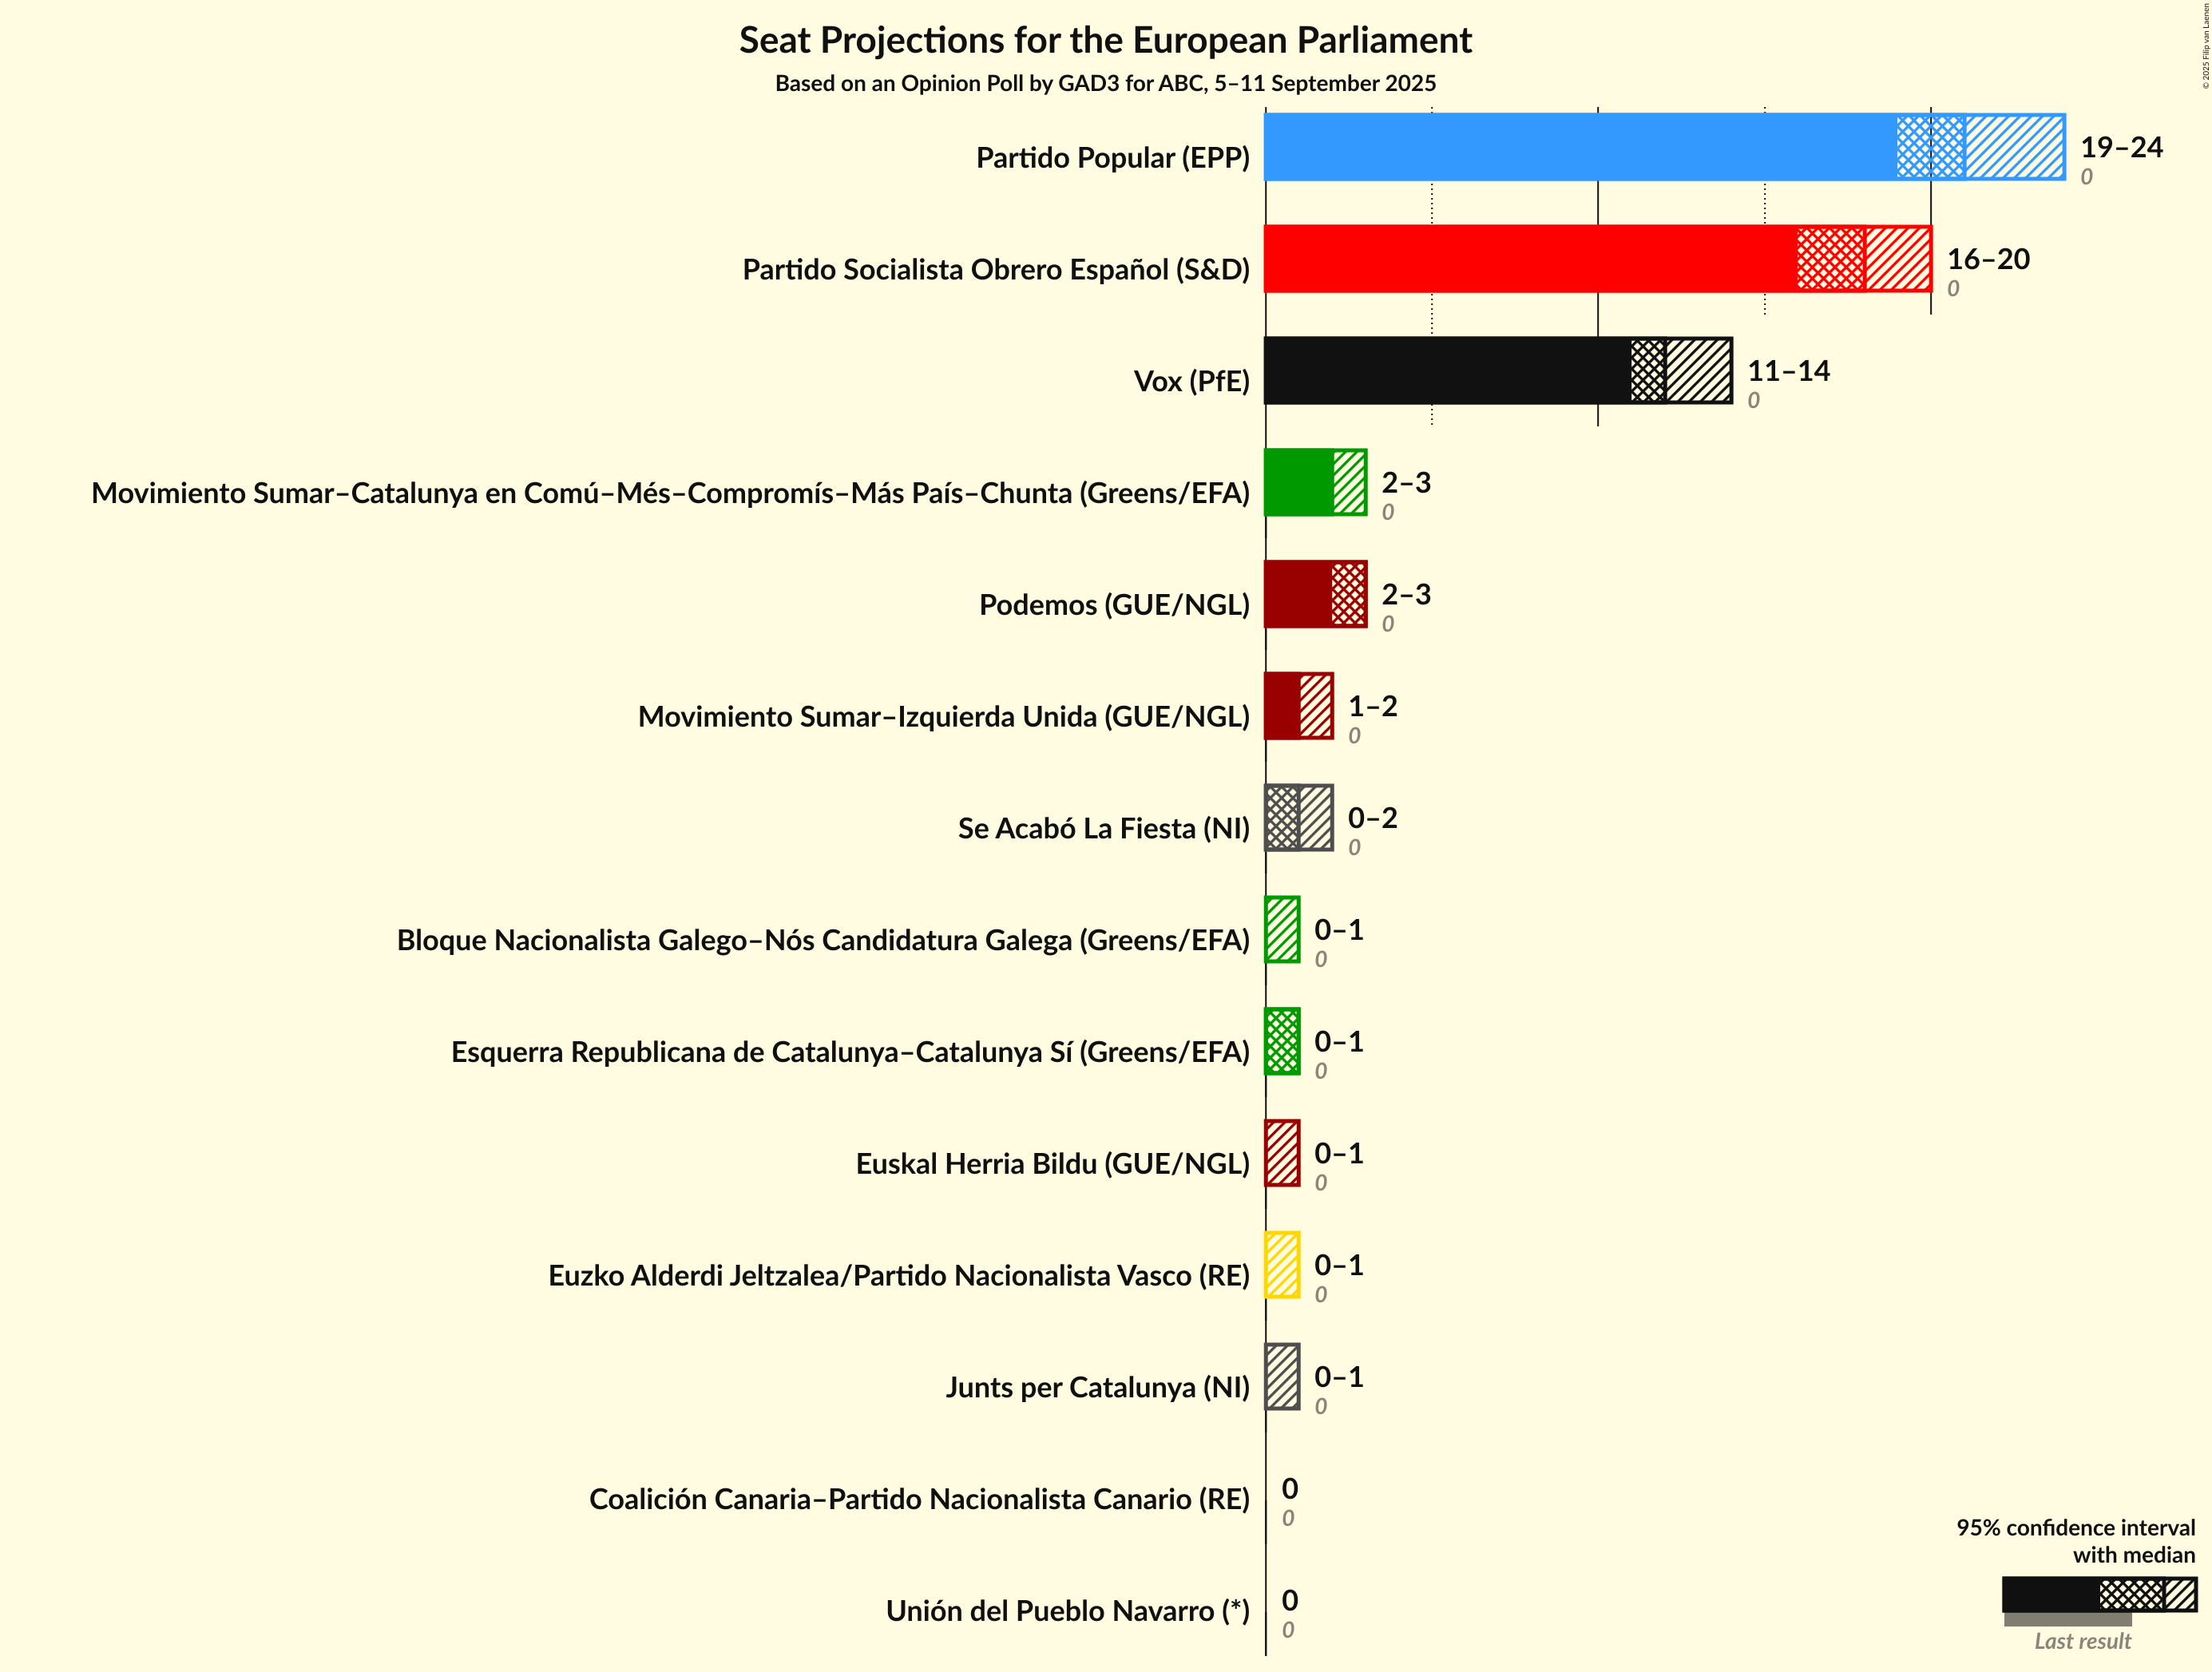 Seat Projections for the European Parliament
Based on an Opinion Poll by GAD3 for ABC, 5–11 September 2025
© 2025 Filip van Laenen
Partido Popular (EPP)
19–24
0
Partido Socialista Obrero Español (S&D)
16–20
0
Vox (PfE)
11–14
0
Movimiento Sumar–Catalunya en Comú–Més–Compromís–Más País–Chunta (Greens/EFA)
2–3
0
Podemos (GUE/NGL)
2–3
0
Movimiento Sumar–Izquierda Unida (GUE/NGL)
1–2
0
Se Acabó La Fiesta (NI)
0–2
0
Bloque Nacionalista Galego–Nós Candidatura Galega (Greens/EFA)
0–1
0
Esquerra Republicana de Catalunya–Catalunya Sí (Greens/EFA)
0–1
0
Euskal Herria Bildu (GUE/NGL)
0–1
0
Euzko Alderdi Jeltzalea/Partido Nacionalista Vasco (RE)
0–1
0
Junts per Catalunya (NI)
0–1
0
Coalición Canaria–Partido Nacionalista Canario (RE)
0
0
Unión del Pueblo Navarro (*)
0
0
95% confidence interval
with median
Last result